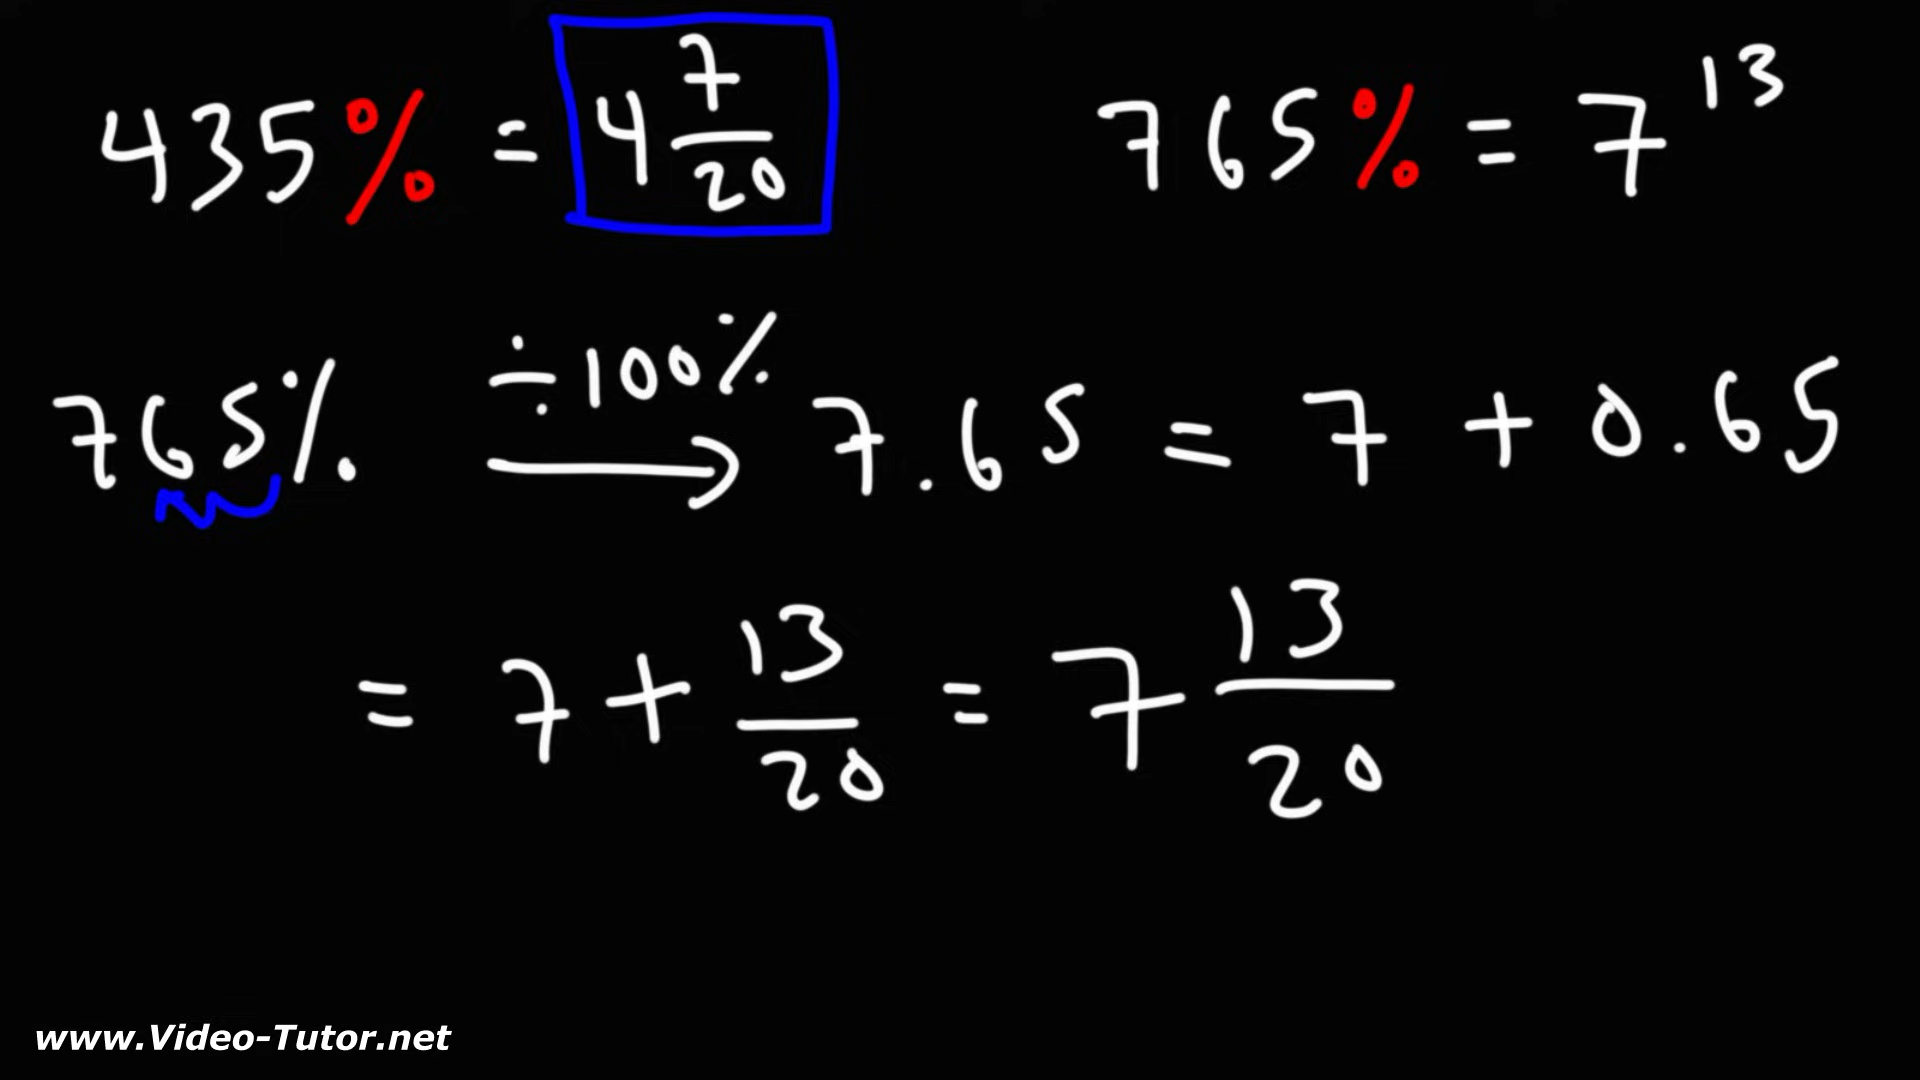 435% = 4 7/20
765% = 7 13
765% ÷100% → 7.65 = 7 + 0.65
= 7 + 13/20 = 7 13/20
www.Video-Tutor.net